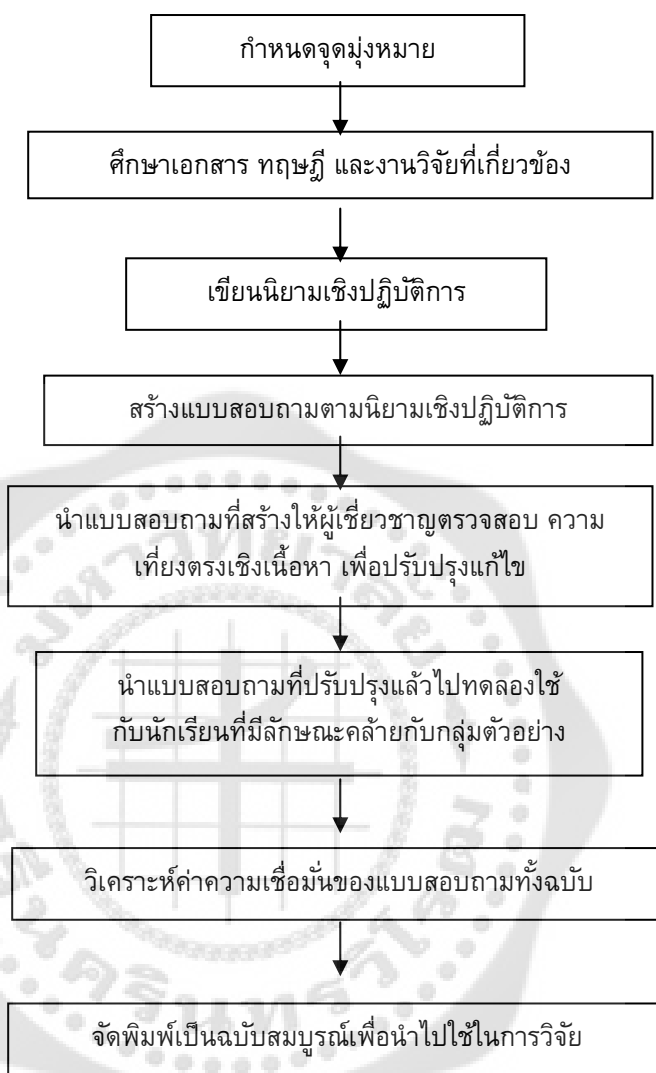 กำหนดจุดมุ่งหมาย
ศึกษาเอกสาร ทฤษฎี และงานวิจัยที่เกี่ยวข้อง
เขียนนิยามเชิงปฏิบัติการ
สร้างแบบสอบถามตามนิยามเชิงปฏิบัติการ
นำแบบสอบถามที่สร้างให้ผู้เชี่ยวชาญตรวจสอบ ความ
เที่ยงตรงเชิงเนื้อหา เพื่อปรับปรุงแก้ไข
นำแบบสอบถามที่ปรับปรุงแล้วไปทดลองใช้
กับนักเรียนที่มีลักษณะคล้ายกับกลุ่มตัวอย่าง
วิเคราะห์ค่าความเชื่อมั่นของแบบสอบถามทั้งฉบับ
จัดพิมพ์เป็นฉบับสมบูรณ์เพื่อนำไปใช้ในการวิจัย